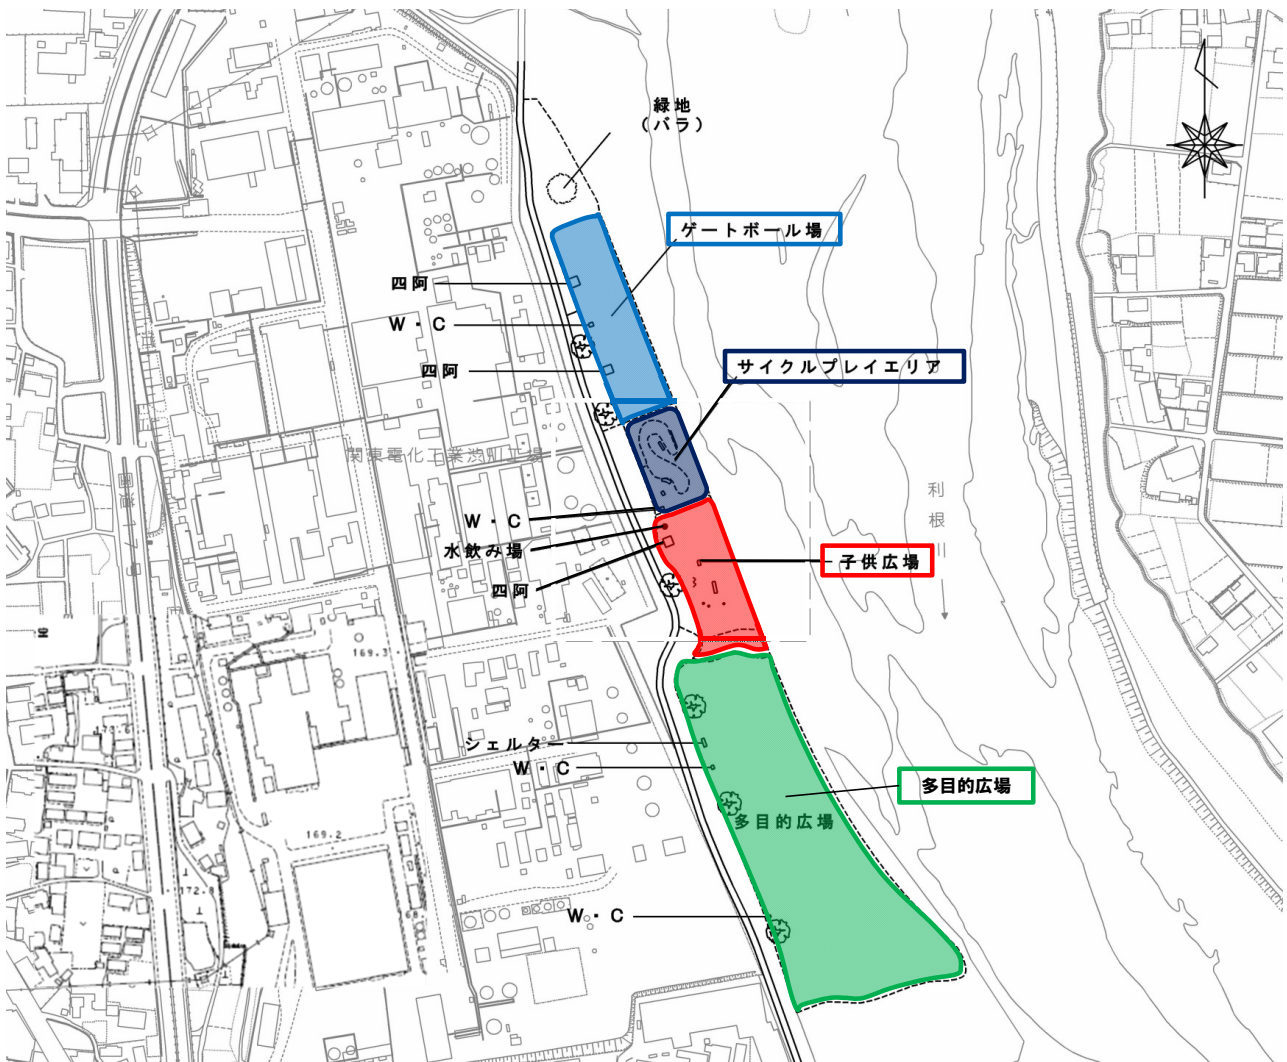 緑地
(バラ)
ゲートボール場
四阿
W・C
四阿
サイクルプレイエリア
関東電化工業渋川工場
利根川
W・C
水飲み場
四阿
子供広場
169.3
シェルター
W・C
多目的広場
多目的広場
169.2
172.8
W・C